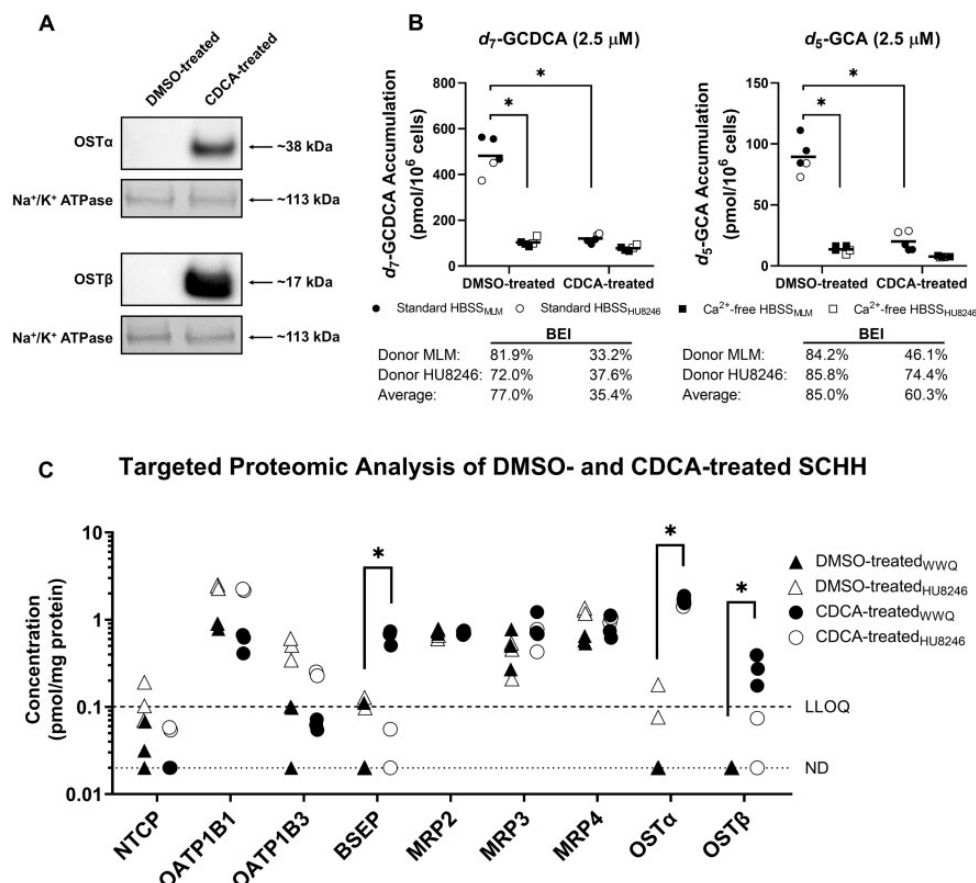 A
DMSO-treated
CDCA-treated
OSTα
~38 kDa
Na⁺/K⁺ ATPase
~113 kDa
OSTβ
~17 kDa
Na⁺/K⁺ ATPase
~113 kDa
B
d₇-GCDCA (2.5 μM)
d₇-GCDCA Accumulation
(pmol/10⁶ cells)
800
600
400
200
0
*
*
DMSO-treated CDCA-treated
d₅-GCA (2.5 μM)
d₅-GCA Accumulation
(pmol/10⁶ cells)
150
100
50
0
*
*
DMSO-treated CDCA-treated
Standard HBSS_MLM Standard HBSS_HU8246 Ca²⁺-free HBSS_MLM Ca²⁺-free HBSS_HU8246
BEI
Donor MLM: 81.9% 33.2%
Donor HU8246: 72.0% 37.6%
Average: 77.0% 35.4%
BEI
Donor MLM: 84.2% 46.1%
Donor HU8246: 85.8% 74.4%
Average: 85.0% 60.3%
C Targeted Proteomic Analysis of DMSO- and CDCA-treated SCHH
Concentration
(pmol/mg protein)
10
1
0.1
0.01
*
*
*
LLOQ
ND
DMSO-treated_WWQ
DMSO-treated_HU8246
CDCA-treated_WWQ
CDCA-treated_HU8246
NTCP
OATP1B1
OATP1B3
BSEP
MRP2
MRP3
MRP4
OSTα
OSTβ